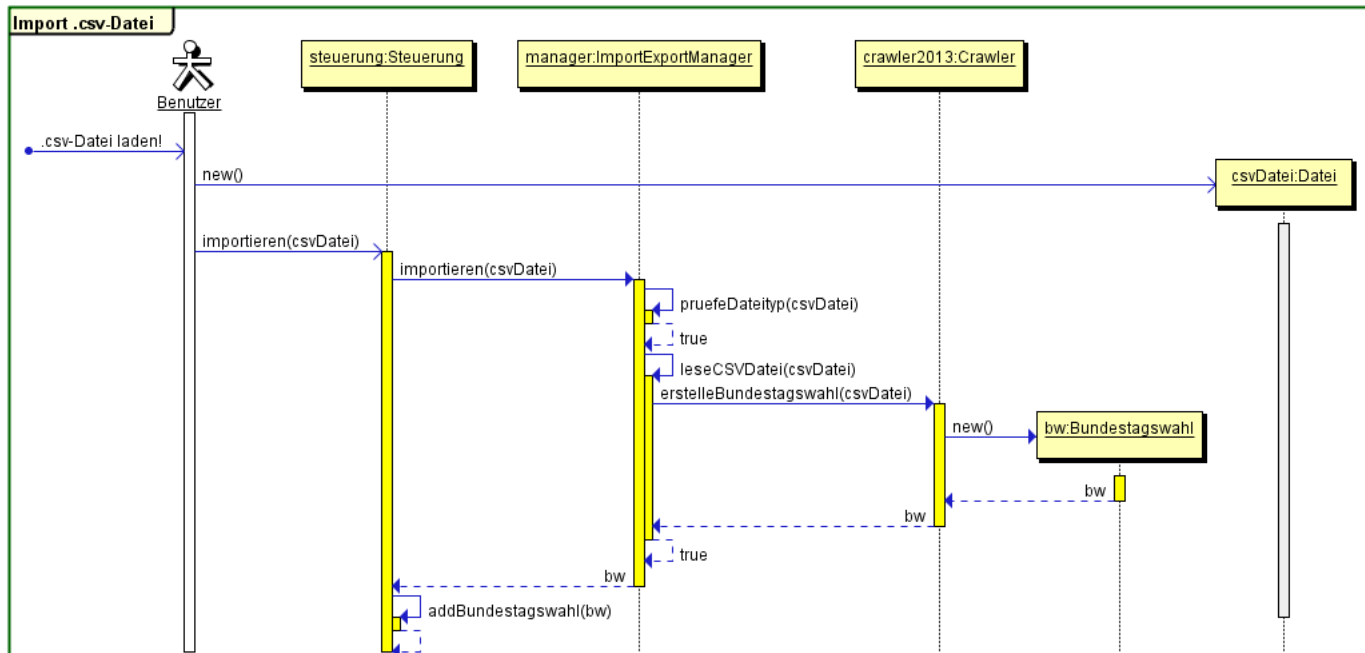 Import .csv-Datei
steuerung:Steuerung
manager:ImportExportManager
crawler2013:Crawler
Benutzer
.csv-Datei laden!
new()
csvDatei:Datei
importieren(csvDatei)
importieren(csvDatei)
pruefeDateityp(csvDatei)
true
leseCSVDatei(csvDatei)
erstelleBundestagswahl(csvDatei)
new()
bw:Bundestagswahl
bw
bw
true
bw
addBundestagswahl(bw)